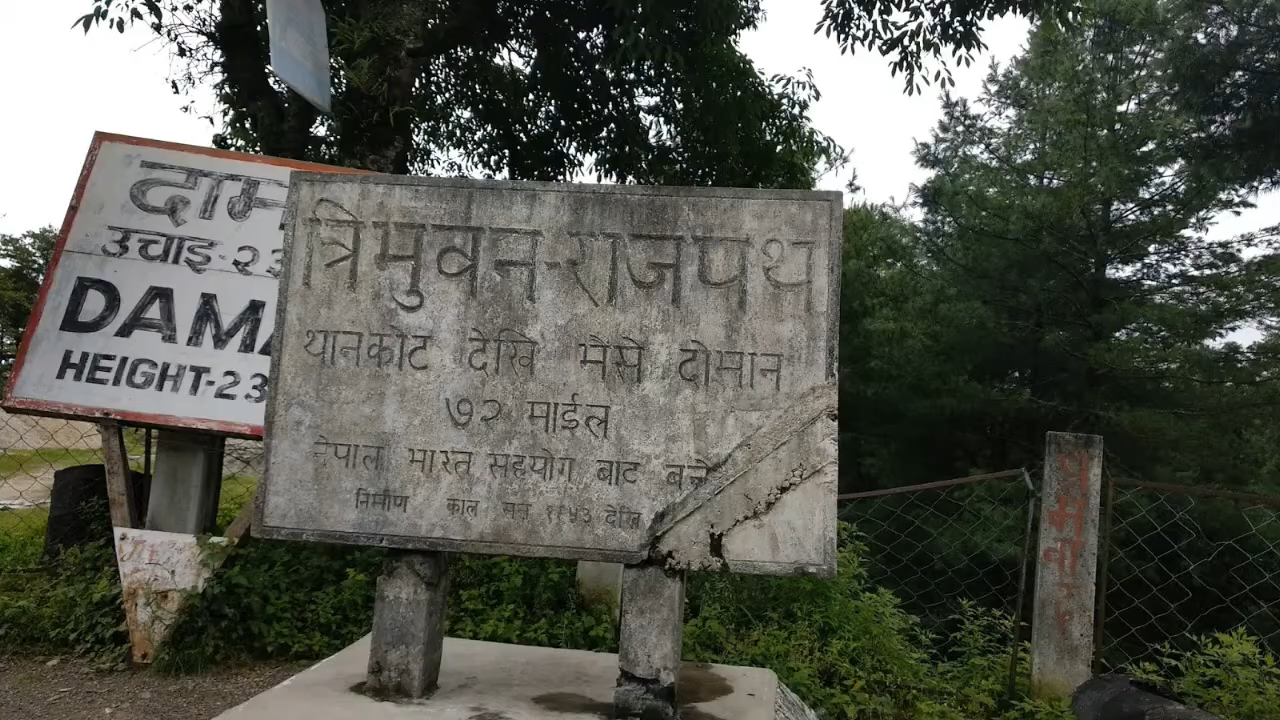 दाम
उचाइ-२३
DAMA
HEIGHT-23
त्रिभुवन-राजपथ
थानकोट देखि भैंसे दोमान
७२ माईल
नेपाल भारत सहयोग बाट बने
निर्माण काल सन १९५३ देखि